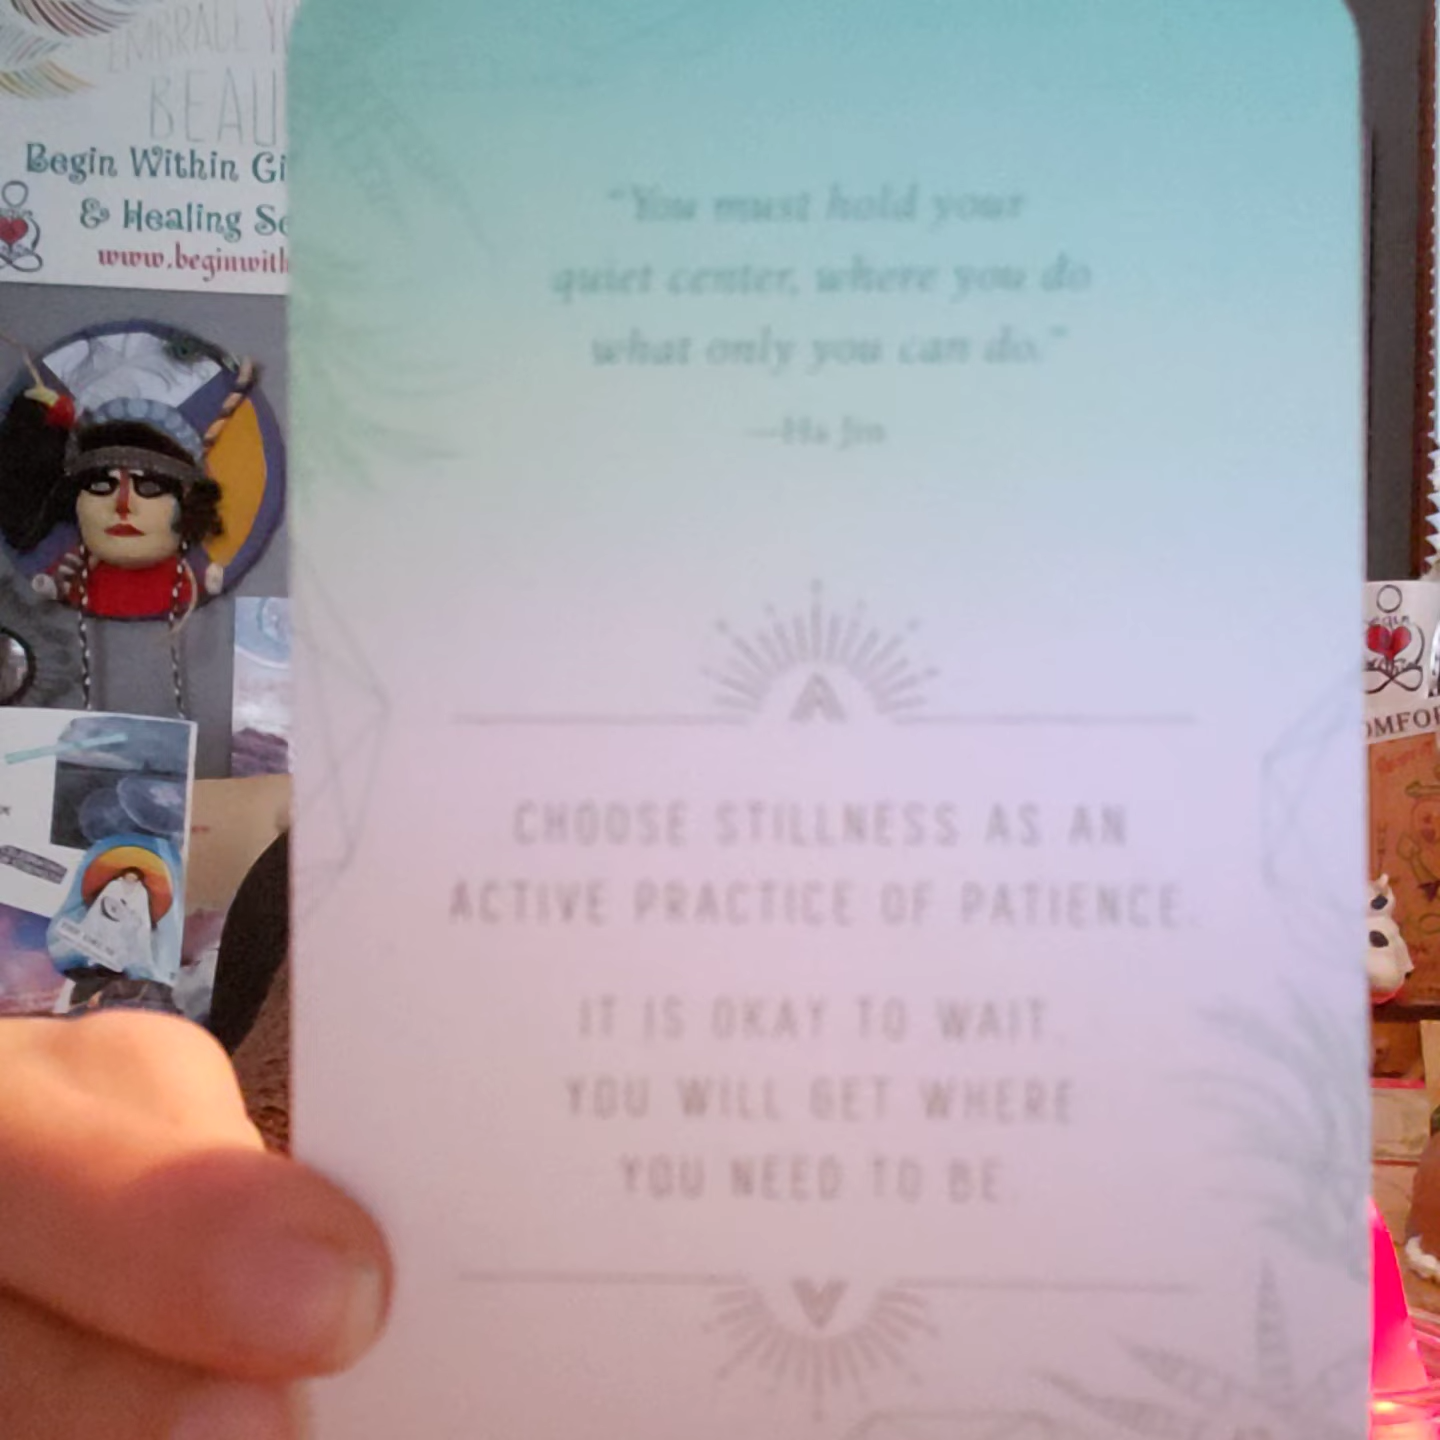 EMBRACE
BEAU
Begin Within Gi
& Healing Se
www.beginwith
"You must hold your
quiet center, where you do
what only you can do."
—Ha Jin
CHOOSE STILLNESS AS AN
ACTIVE PRACTICE OF PATIENCE.
IT IS OKAY TO WAIT.
YOU WILL GET WHERE
YOU NEED TO BE.
OMFOR